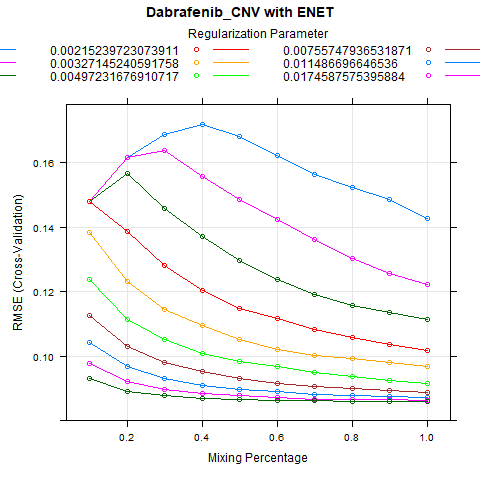 Dabrafenib_CNV with ENET
Regularization Parameter
0.00215239723073911 0.00755747936531871
0.00327145240591758 0.011486696646536
0.00497231676910717 0.0174587575395884
RMSE (Cross-Validation)
0.16
0.14
0.12
0.10
0.2 0.4 0.6 0.8 1.0
Mixing Percentage